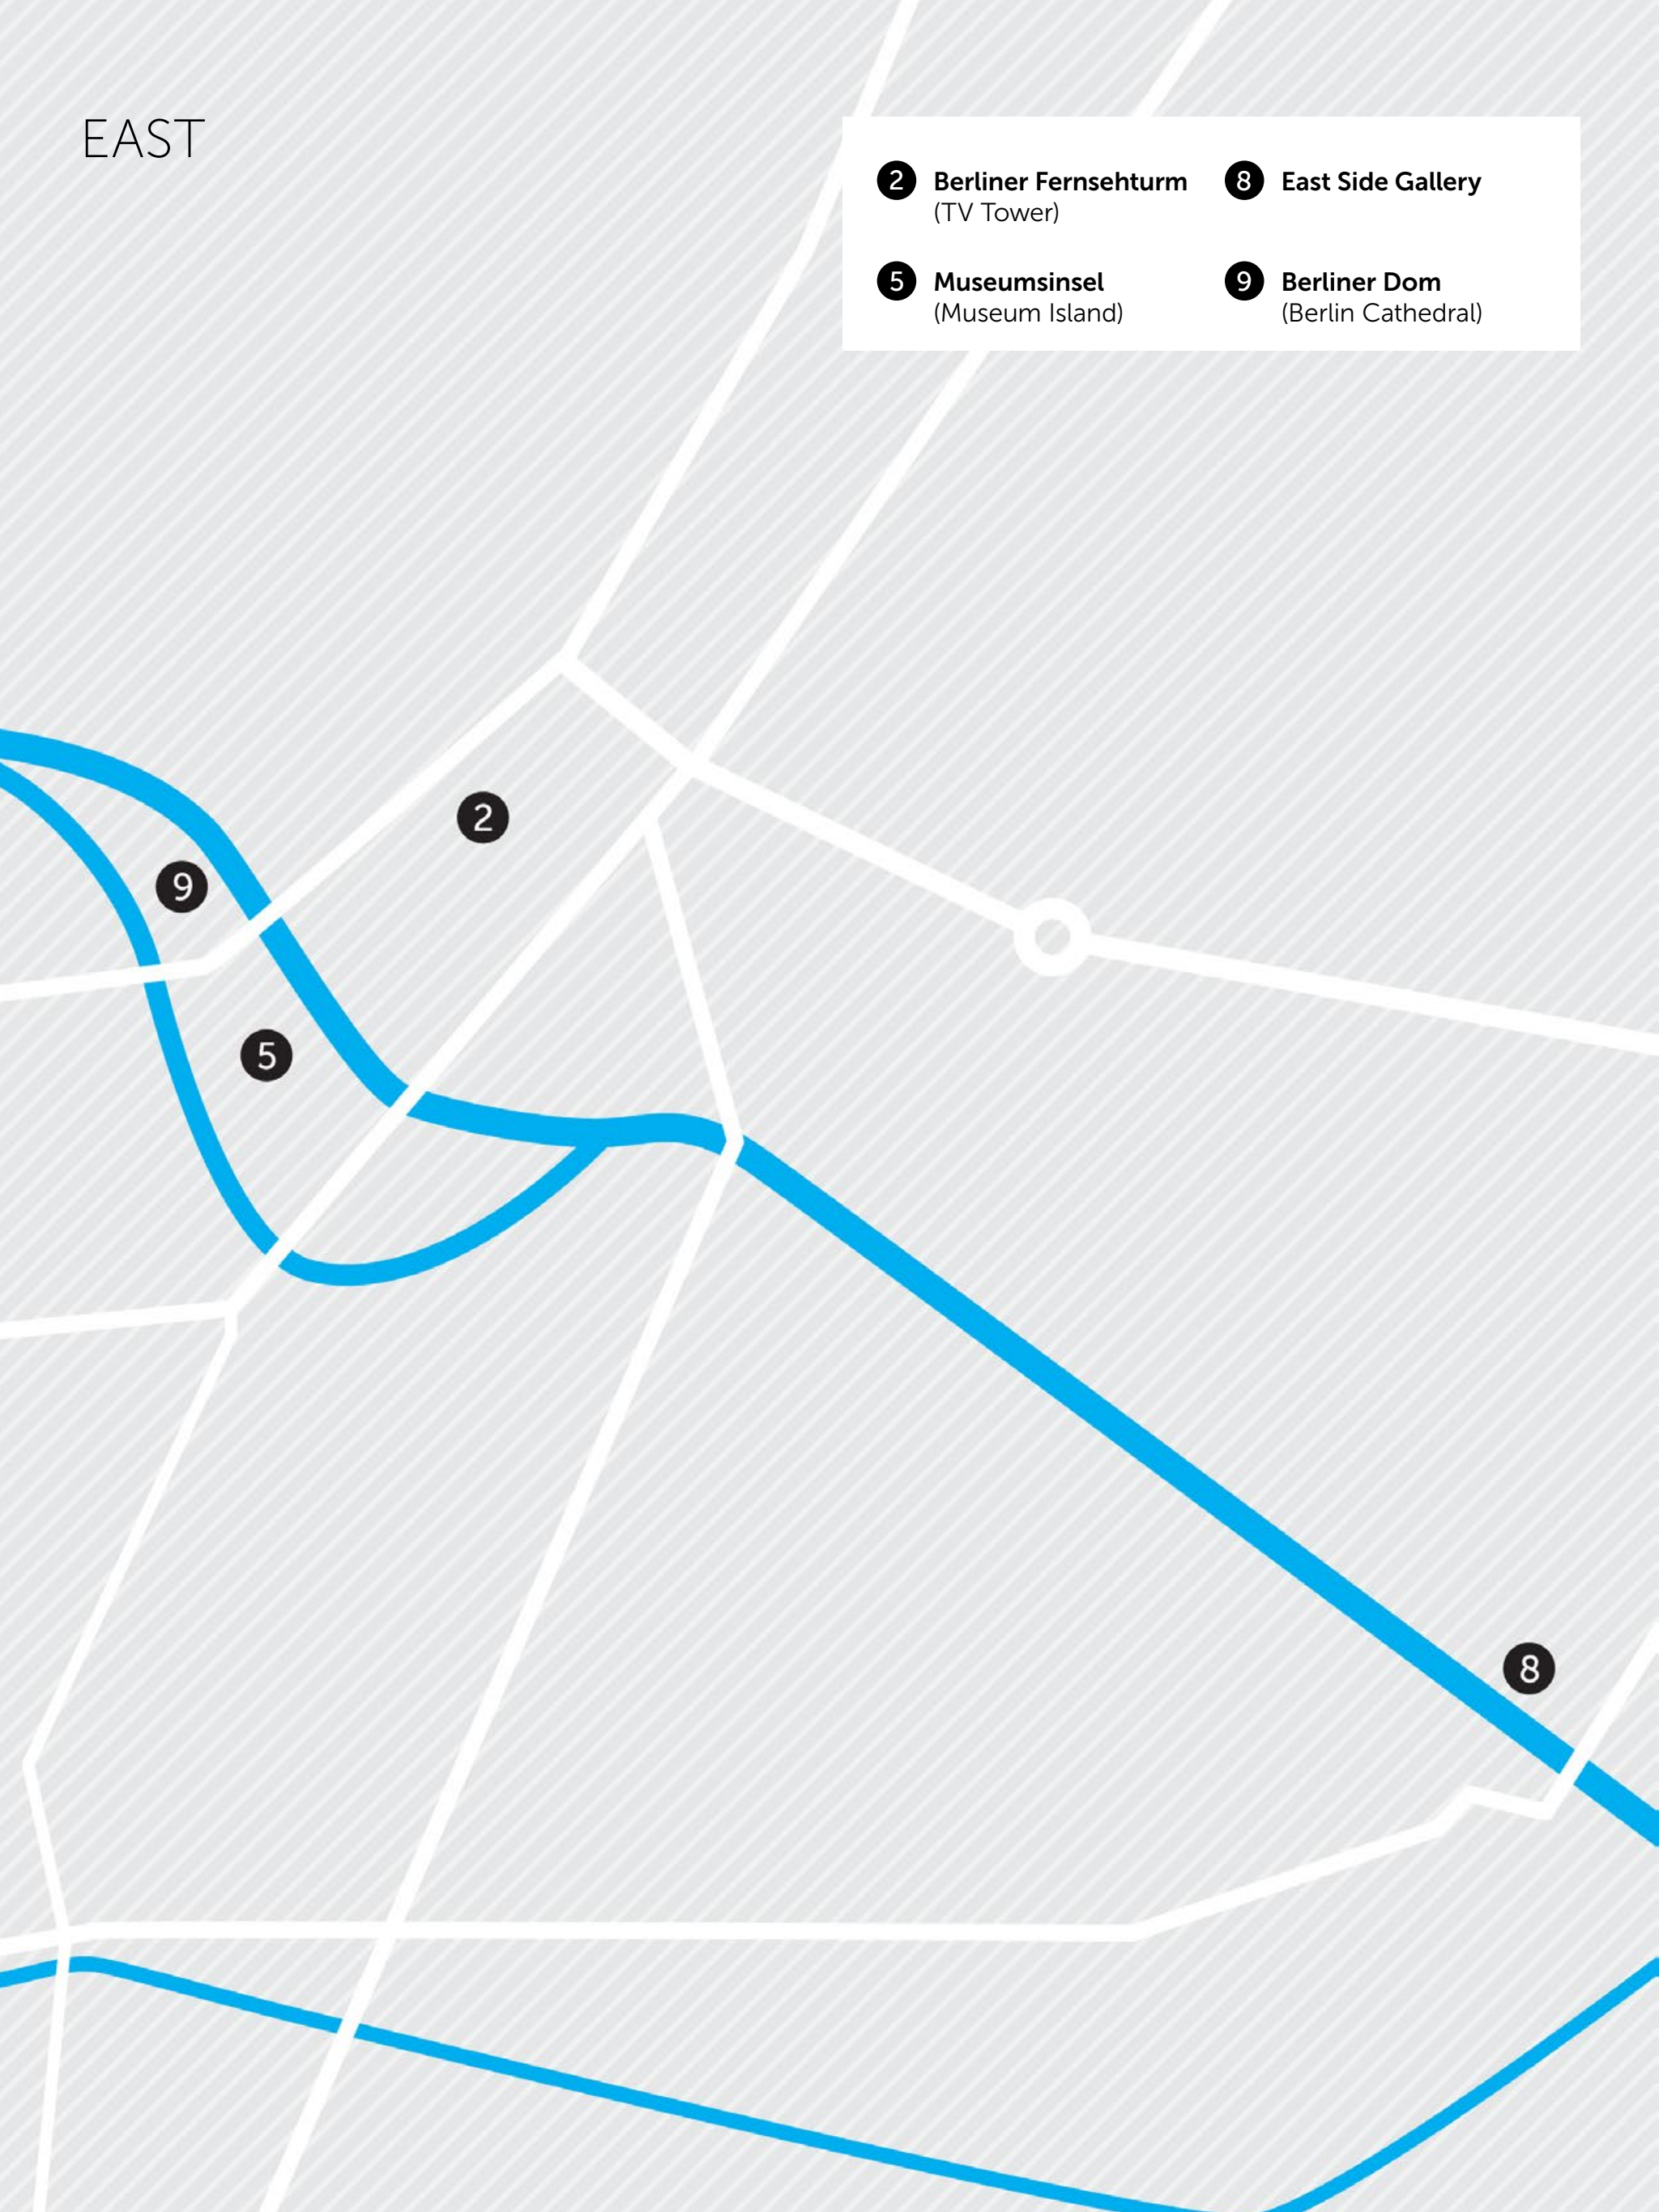 EAST
2 Berliner Fernsehturm
(TV Tower)
8 East Side Gallery
5 Museumsinsel
(Museum Island)
9 Berliner Dom
(Berlin Cathedral)
2
9
5
8